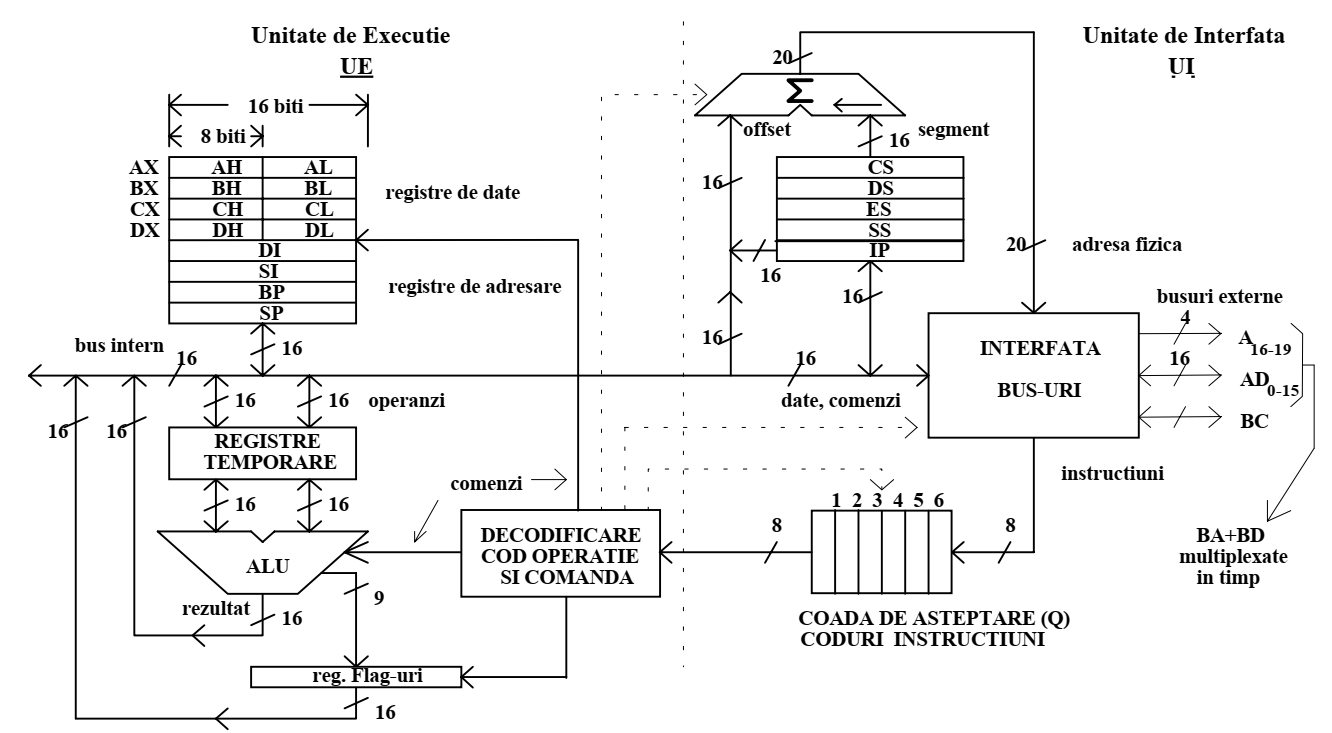 Unitate de Executie
UE
Unitate de Interfata
UI
16 biti
8 biti
AX AH AL
BX BH BL
CX CH CL
DX DH DL
DI
SI
BP
SP
registre de date
registre de adresare
20
Σ
offset
segment
16
16
CS
DS
ES
SS
IP
16
16
16
20
adresa fizica
bus intern
16
16
16
date, comenzi
INTERFATA
BUS-URI
busuri externe
4
A16-19
16
AD0-15
BC
BA+BD
multiplexate
in timp
16
16
16
16
operanzi
REGISTRE
TEMPORARE
16
16
ALU
rezultat
16
9
reg. Flag-uri
16
comenzi
DECODIFICARE
COD OPERATIE
SI COMANDA
8
1 2 3 4 5 6
8
instructiuni
COADA DE ASTEPTARE (Q)
CODURI INSTRUCTIUNI